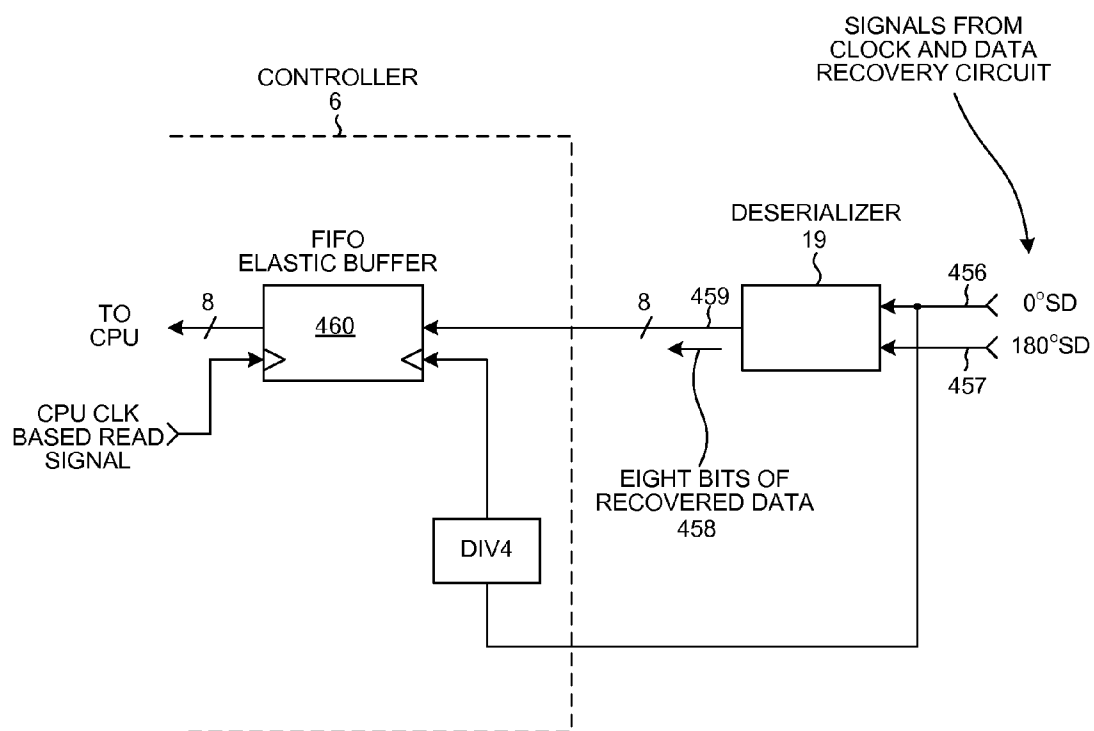 SIGNALS FROM
CLOCK AND DATA
RECOVERY CIRCUIT
CONTROLLER
6
DESERIALIZER
19
FIFO
ELASTIC BUFFER
460
8
TO
CPU
CPU CLK
BASED READ
SIGNAL
8
459
456
0°SD
180°SD
457
EIGHT BITS OF
RECOVERED DATA
458
DIV4